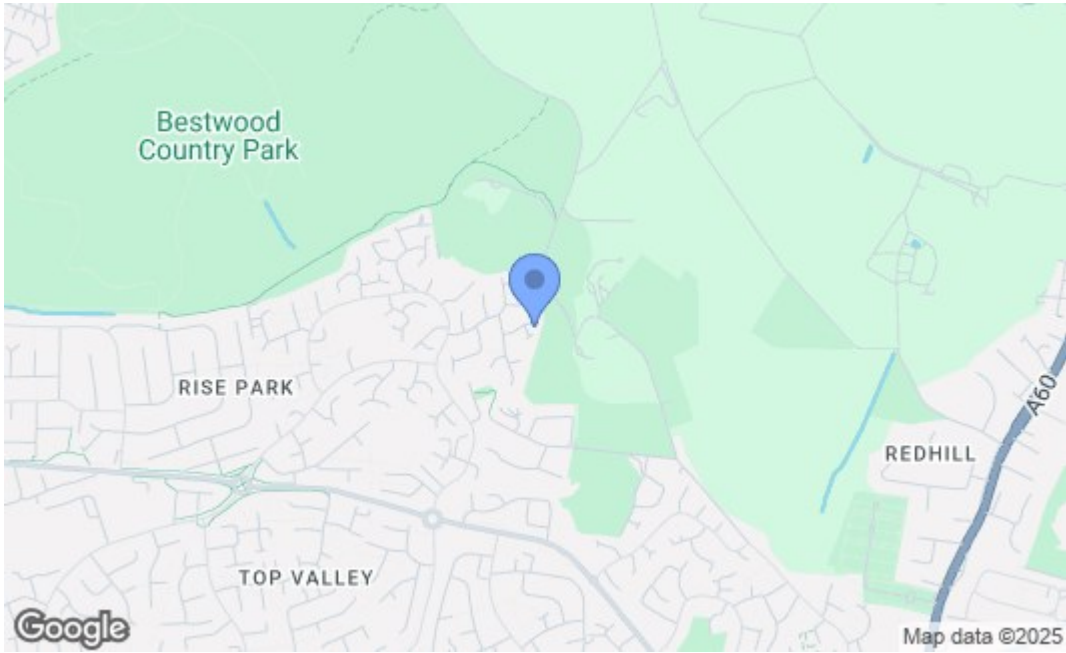 Bestwood
Country Park
RISE PARK
A60
REDHILL
TOP VALLEY
Google
Map data ©2025